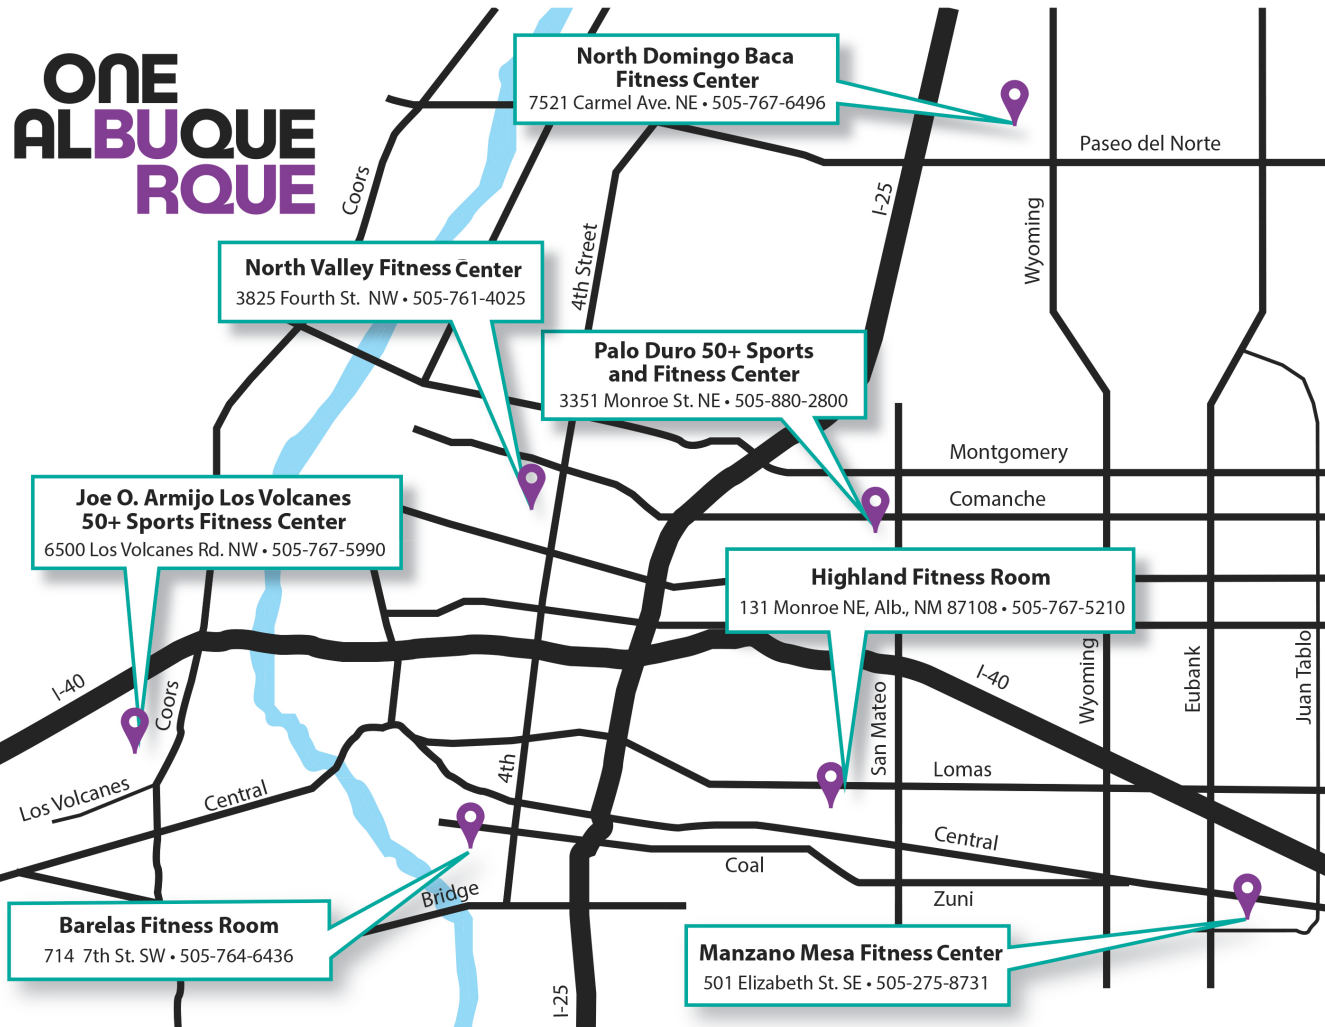 ONE
ALBUQUE
RQUE
North Domingo Baca
Fitness Center
7521 Carmel Ave. NE • 505-767-6496
Paseo del Norte
Coors
I-25
Wyoming
4th Street
North Valley Fitness Center
3825 Fourth St. NW • 505-761-4025
Palo Duro 50+ Sports
and Fitness Center
3351 Monroe St. NE • 505-880-2800
Montgomery
Comanche
Joe O. Armijo Los Volcanes
50+ Sports Fitness Center
6500 Los Volcanes Rd. NW • 505-767-5990
Highland Fitness Room
131 Monroe NE, Alb., NM 87108 • 505-767-5210
I-40
Coors
I-40
San Mateo
Wyoming
Eubank
Juan Tablo
Los Volcanes
Central
4th
Lomas
Central
Coal
Zuni
Bridge
Barelas Fitness Room
714 7th St. SW • 505-764-6436
Manzano Mesa Fitness Center
501 Elizabeth St. SE • 505-275-8731
I-25